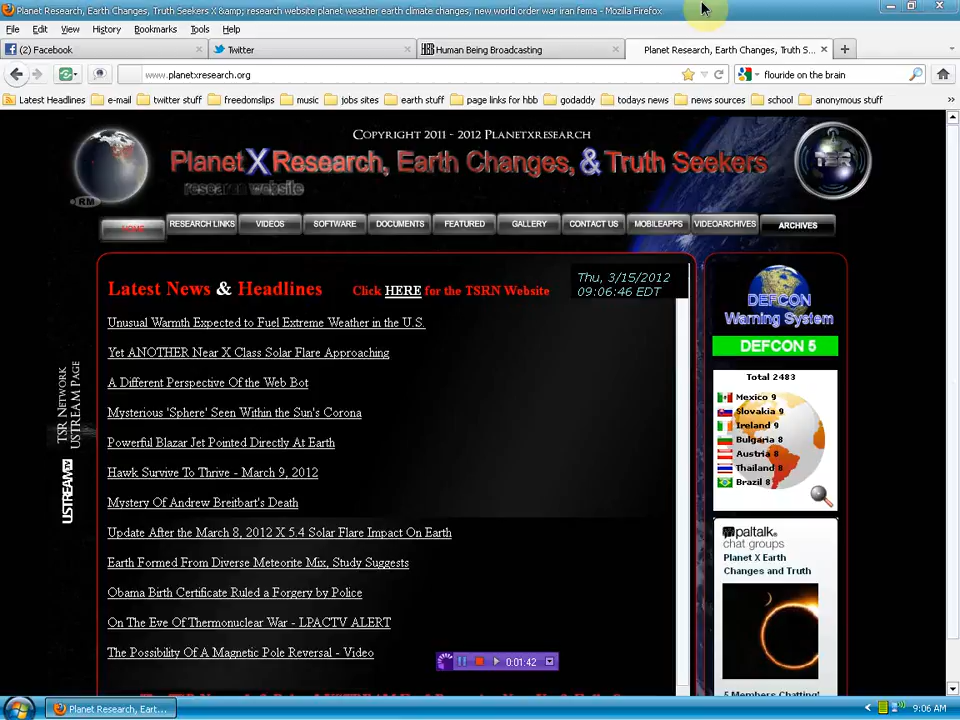 Planet Research, Earth Changes, Truth Seekers X &amp; research website planet weather earth climate changes, new world order war iran fema - Mozilla Firefox
File Edit View History Bookmarks Tools Help
(2) Facebook
Twitter
Human Being Broadcasting
Planet Research, Earth Changes, Truth S...
www.planetxresearch.org
flouride on the brain
Latest Headlines e-mail twitter stuff freedomslips music jobs sites earth stuff page links for hbb godaddy todays news news sources school anonymous stuff
Copyright 2011 - 2012 Planetxresearch
Planet X Research, Earth Changes, & Truth Seekers
research website
RM
TSR
HOME RESEARCH LINKS VIDEOS SOFTWARE DOCUMENTS FEATURED GALLERY CONTACT US MOBILEAPPS VIDEOARCHIVES ARCHIVES
Latest News & Headlines
Click HERE for the TSRN Website
Thu, 3/15/2012
09:06:46 EDT
Unusual Warmth Expected to Fuel Extreme Weather in the U.S.
Yet ANOTHER Near X Class Solar Flare Approaching
A Different Perspective Of the Web Bot
Mysterious 'Sphere' Seen Within the Sun's Corona
Powerful Blazar Jet Pointed Directly At Earth
Hawk Survive To Thrive - March 9, 2012
Mystery Of Andrew Breitbart's Death
Update After the March 8, 2012 X 5.4 Solar Flare Impact On Earth
Earth Formed From Diverse Meteorite Mix, Study Suggests
Obama Birth Certificate Ruled a Forgery by Police
On The Eve Of Thermonuclear War - LPACTV ALERT
The Possibility Of A Magnetic Pole Reversal - Video
TSR Network
USTREAM Page
USTREAM TV
DEFCON
Warning System
DEFCON 5
Total 2483
Mexico 9
Slovakia 9
Ireland 9
Bulgaria 8
Austria 8
Thailand 8
Brazil 8
paltalk
chat groups
Planet X Earth
Changes and Truth
5 Members Chatting!
0:01:42
Planet Research, Eart...
9:06 AM